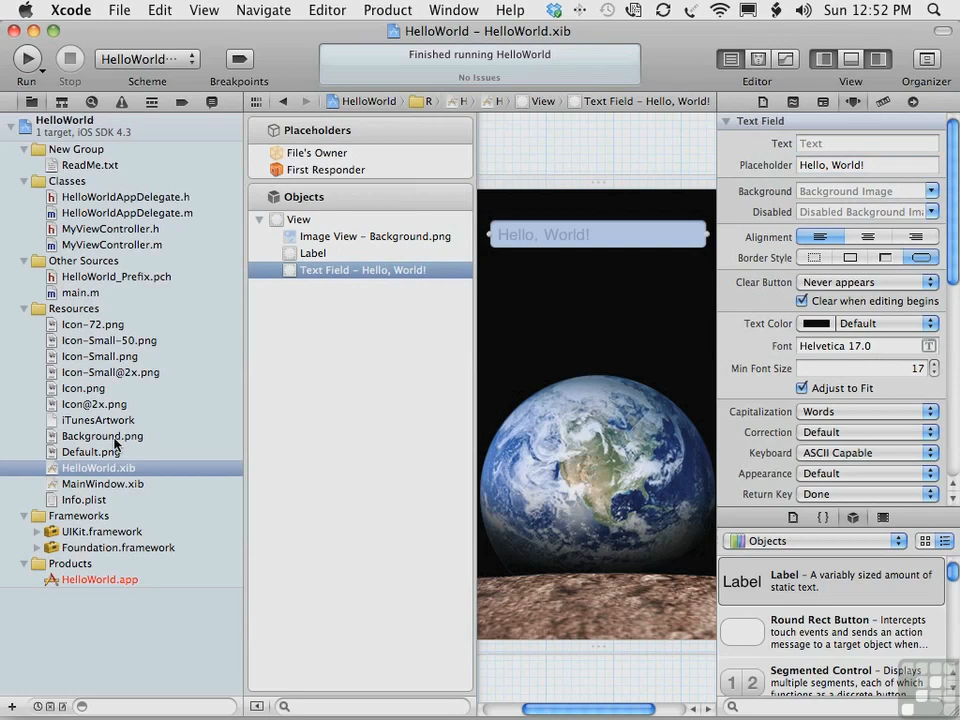 Xcode File Edit View Navigate Editor Product Window Help Sun 12:52 PM
HelloWorld – HelloWorld.xib
HelloWorld···
Finished running HelloWorld
No Issues
Run Stop Scheme Breakpoints Editor View Organizer
HelloWorld R H H View Text Field – Hello, World!
HelloWorld
1 target, iOS SDK 4.3
New Group
ReadMe.txt
Classes
HelloWorldAppDelegate.h
HelloWorldAppDelegate.m
MyViewController.h
MyViewController.m
Other Sources
HelloWorld_Prefix.pch
main.m
Resources
Icon-72.png
Icon-Small-50.png
Icon-Small.png
Icon-Small@2x.png
Icon.png
Icon@2x.png
iTunesArtwork
Background.png
Default.png
HelloWorld.xib
MainWindow.xib
Info.plist
Frameworks
UIKit.framework
Foundation.framework
Products
HelloWorld.app
Placeholders
File's Owner
First Responder
Objects
View
Image View – Background.png
Label
Text Field – Hello, World!
Hello, World!
Text Field
Text Text
Placeholder Hello, World!
Background Background Image
Disabled Disabled Background Ima
Alignment
Border Style
Clear Button Never appears
Clear when editing begins
Text Color Default
Font Helvetica 17.0
Min Font Size 17
Adjust to Fit
Capitalization Words
Correction Default
Keyboard ASCII Capable
Appearance Default
Return Key Done
Objects
Label
Label – A variably sized amount of
static text.
Round Rect Button – Intercepts
touch events and sends an action
message to a target object when…
1 2
Segmented Control – Displays
multiple segments, each of which
functions as a discrete button